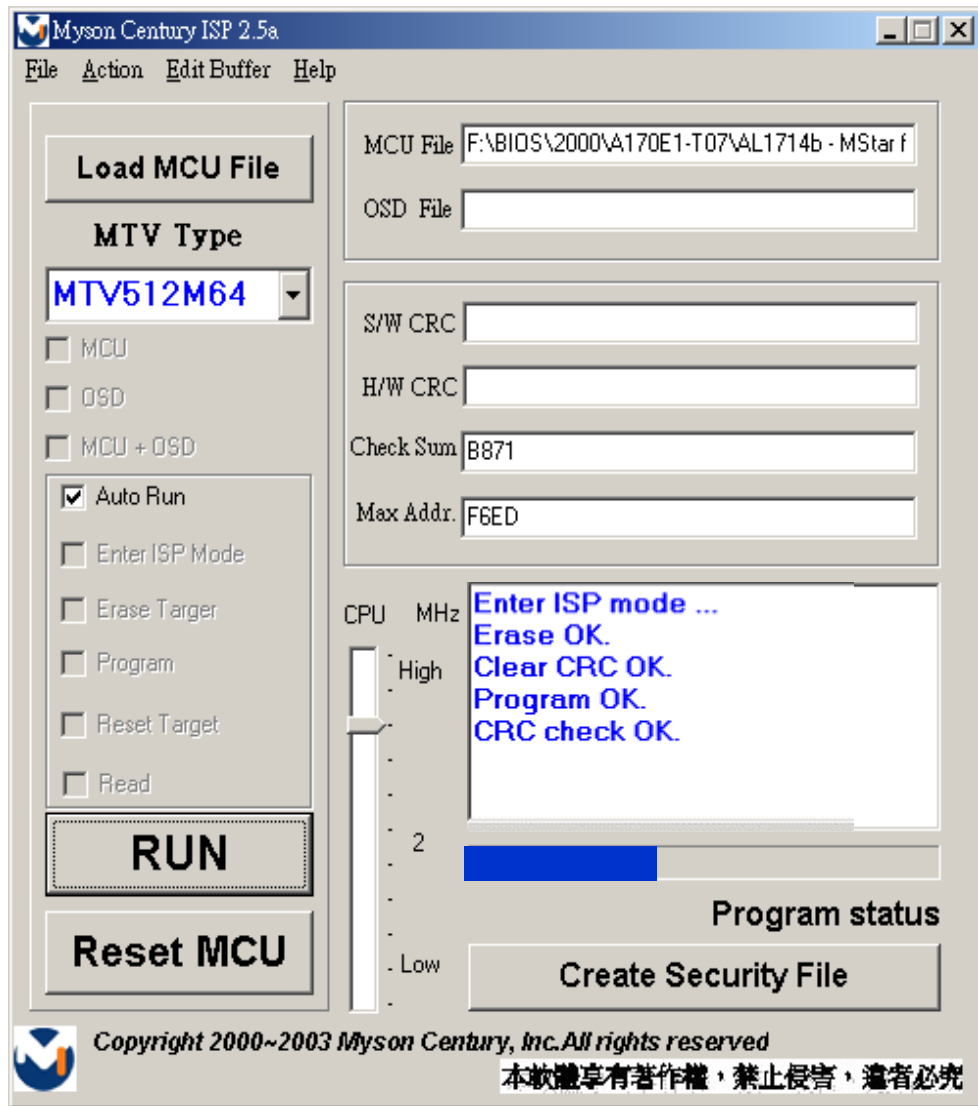 Myson Century ISP 2.5a
File Action Edit Buffer Help
Load MCU File
MTV Type
MTV512M64
MCU
OSD
MCU + OSD
Auto Run
Enter ISP Mode
Erase Targer
Program
Reset Target
Read
RUN
Reset MCU
MCU File F:\BIOS\2000\A170E1-T07\AL1714b - MStar f
OSD File
S/W CRC
H/W CRC
Check Sum B871
Max Addr. F6ED
CPU MHz
High
2
Low
Enter ISP mode ...
Erase OK.
Clear CRC OK.
Program OK.
CRC check OK.
Program status
Create Security File
Copyright 2000~2003 Myson Century, Inc.All rights reserved
本軟體享有著作權，禁止侵害，違者必究